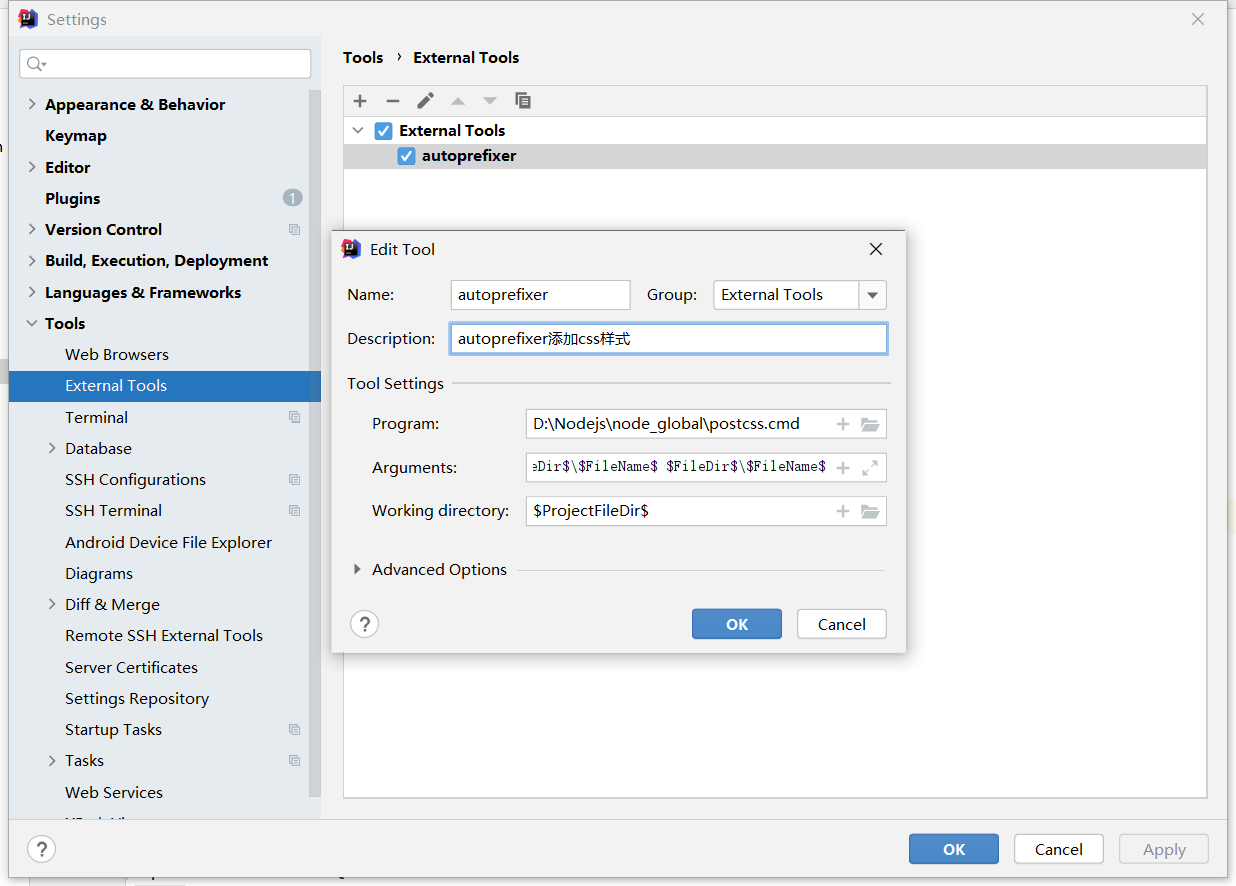 Settings
Appearance & Behavior
Keymap
Editor
Plugins
1
Version Control
Build, Execution, Deployment
Languages & Frameworks
Tools
Web Browsers
External Tools
Terminal
Database
SSH Configurations
SSH Terminal
Android Device File Explorer
Diagrams
Diff & Merge
Remote SSH External Tools
Server Certificates
Settings Repository
Startup Tasks
Tasks
Web Services
Tools › External Tools
External Tools
autoprefixer
Edit Tool
Name: autoprefixer Group: External Tools
Description: autoprefixer添加css样式
Tool Settings
Program: D:\Nodejs\node_global\postcss.cmd
Arguments: eDir$\$FileName$ $FileDir$\$FileName$
Working directory: $ProjectFileDir$
Advanced Options
? OK Cancel
? OK Cancel Apply